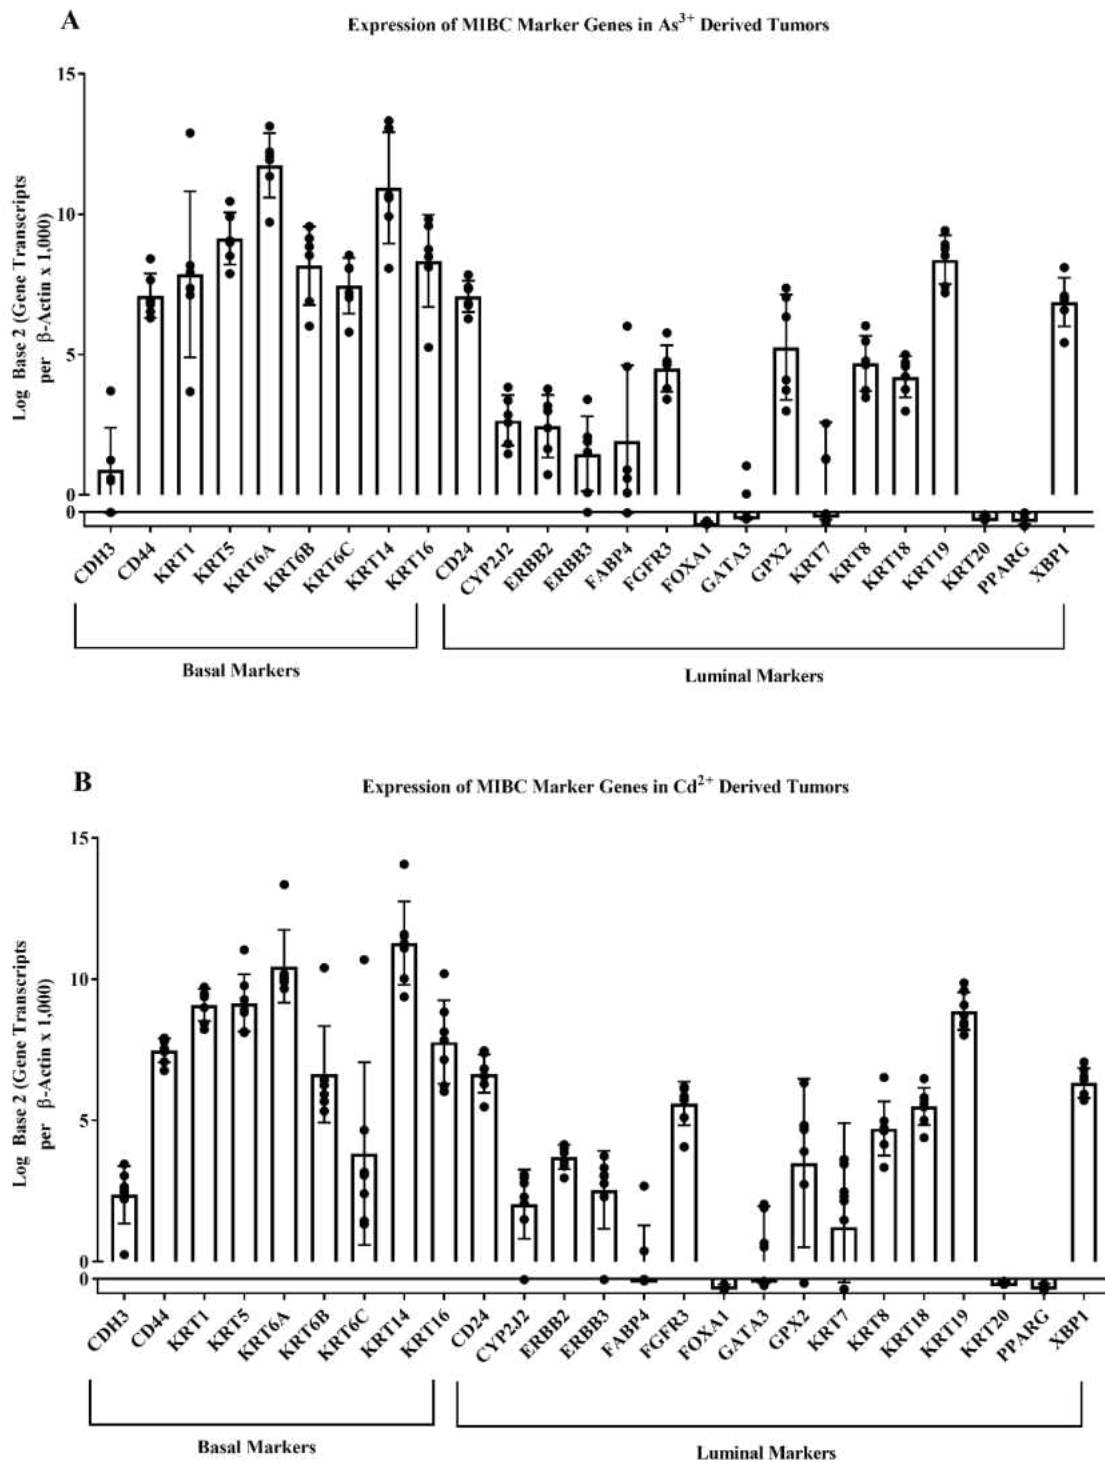 A
Expression of MIBC Marker Genes in As3+ Derived Tumors
Log Base 2 (Gene Transcripts
per β-Actin x 1,000)
15
10
5
0
0
CDH3
CD44
KRT1
KRT5
KRT6A
KRT6B
KRT6C
KRT14
KRT16
CD24
CYP2J2
ERBB2
ERBB3
FABP4
FGFR3
FOXA1
GATA3
GPX2
KRT7
KRT8
KRT18
KRT19
KRT20
PPARG
XBP1
Basal Markers
Luminal Markers
B
Expression of MIBC Marker Genes in Cd2+ Derived Tumors
Log Base 2 (Gene Transcripts
per β-Actin x 1,000)
15
10
5
0
0
CDH3
CD44
KRT1
KRT5
KRT6A
KRT6B
KRT6C
KRT14
KRT16
CD24
CYP2J2
ERBB2
ERBB3
FABP4
FGFR3
FOXA1
GATA3
GPX2
KRT7
KRT8
KRT18
KRT19
KRT20
PPARG
XBP1
Basal Markers
Luminal Markers